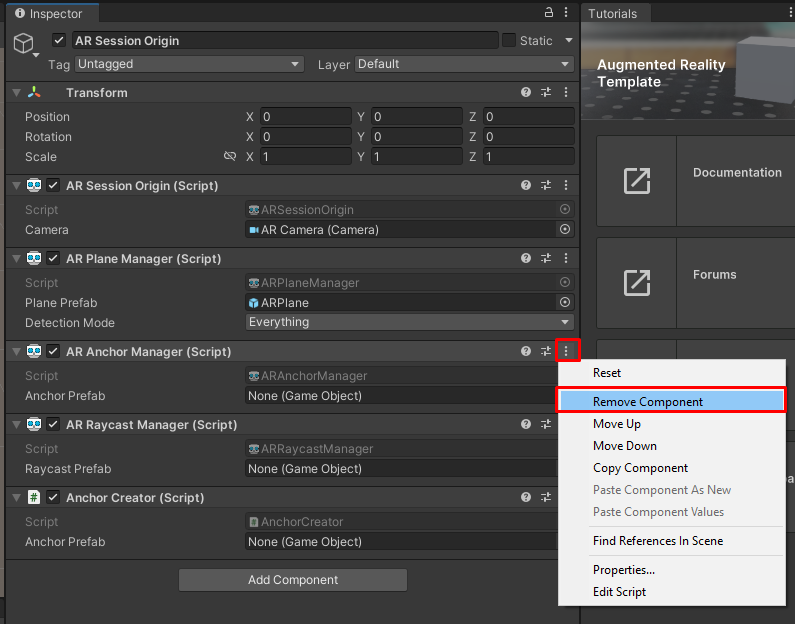 Inspector
Tutorials
AR Session Origin
Static
Tag Untagged
Layer Default
Augmented Reality
Template
Transform
Position X 0 Y 0 Z 0
Rotation X 0 Y 0 Z 0
Scale X 1 Y 1 Z 1
Documentation
AR Session Origin (Script)
Script ARSessionOrigin
Camera AR Camera (Camera)
AR Plane Manager (Script)
Script ARPlaneManager
Forums
Plane Prefab ARPlane
Detection Mode Everything
AR Anchor Manager (Script)
Script ARAnchorManager
Anchor Prefab None (Game Object)
AR Raycast Manager (Script)
Script ARRaycastManager
Raycast Prefab None (Game Object)
Anchor Creator (Script)
# Script AnchorCreator
Anchor Prefab None (Game Object)
Add Component
Reset
Remove Component
Move Up
Move Down
Copy Component
Paste Component As New
Paste Component Values
Find References In Scene
Properties...
Edit Script